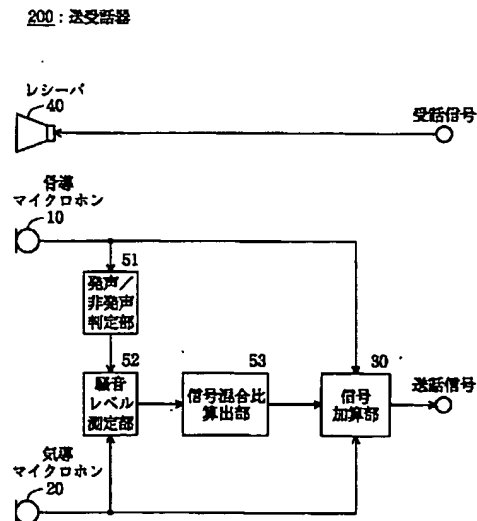 200：送受話器
レシーバ
40
受話信号
骨導
マイクロホン
10
51
発声／
非発声
判定部
52
53
30
騒音
レベル
測定部
信号混合比
算出部
信号
加算部
送話信号
気導
マイクロホン
20